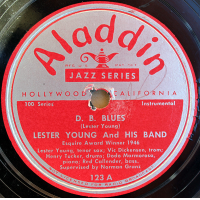 Aladdin
JAZZ SERIES
HOLLYWOOD CALIFORNIA
300 Series Instrumental
D. B. BLUES
(Lester Young)
LESTER YOUNG And HIS BAND
Esquire Award Winner 1946
Lester Young, tenor sax; Vic Dickenson, trom;
Henry Tucker, drums; Dodo Marmarosa,
piano; Red Callender, bass.
Supervised by Norman Granz
123 A